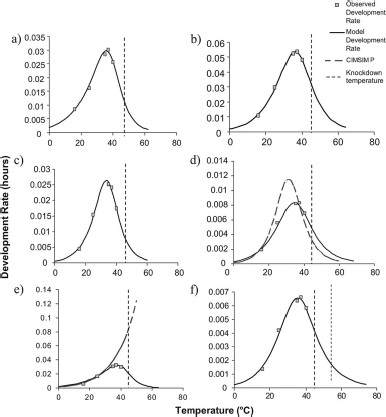 Observed
Development
Rate
Model
Development
Rate
CIMSIM P
Knockdown
temperature
a)
0.035
0.03
0.025
0.02
0.015
0.01
0.005
0
0 20 40 60 80
b)
0.06
0.05
0.04
0.03
0.02
0.01
0
0 20 40 60 80
c)
0.03
0.025
0.02
0.015
0.01
0.005
0
0 20 40 60 80
d)
0.014
0.012
0.010
0.008
0.006
0.004
0.002
0.000
0 20 40 60 80
e)
0.14
0.12
0.1
0.08
0.06
0.04
0.02
0
0 20 40 60 80
f)
0.007
0.006
0.005
0.004
0.003
0.002
0.001
0.000
0 20 40 60 80
Development Rate (hours)
Temperature (°C)